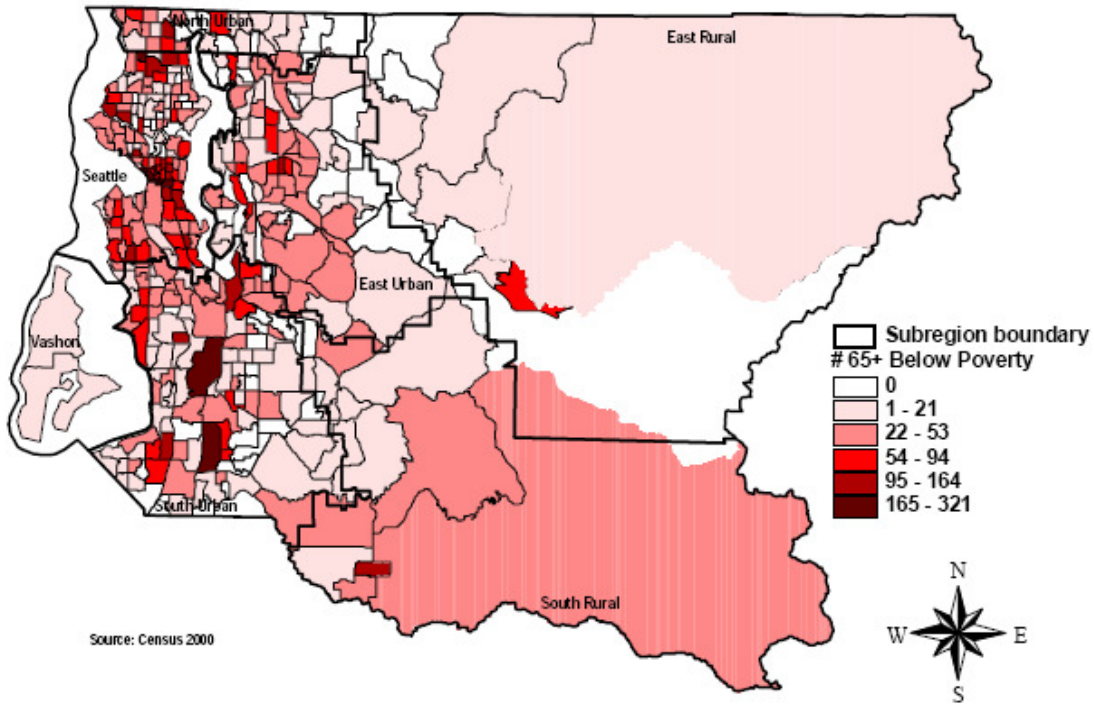 North Urban
East Rural
Seattle
East Urban
Vashon
Subregion boundary
# 65+ Below Poverty
0
1 - 21
22 - 53
54 - 94
95 - 164
165 - 321
South Urban
South Rural
Source: Census 2000
N
W
E
S